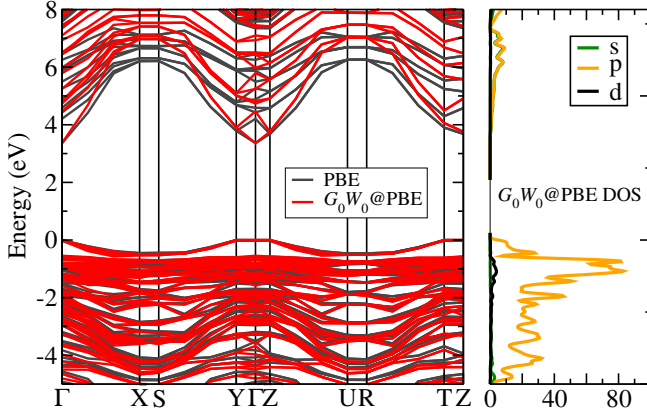 Energy (eV)
8
6
4
2
0
-2
-4
PBE
G₀W₀@PBE
Γ X S Y Γ Z U R T Z
s
p
d
G₀W₀@PBE DOS
0 40 80